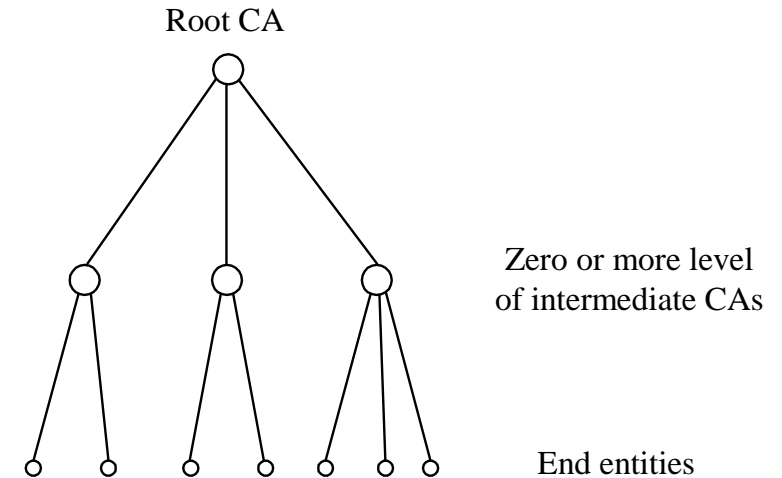 Root CA
Zero or more level
of intermediate CAs
End entities